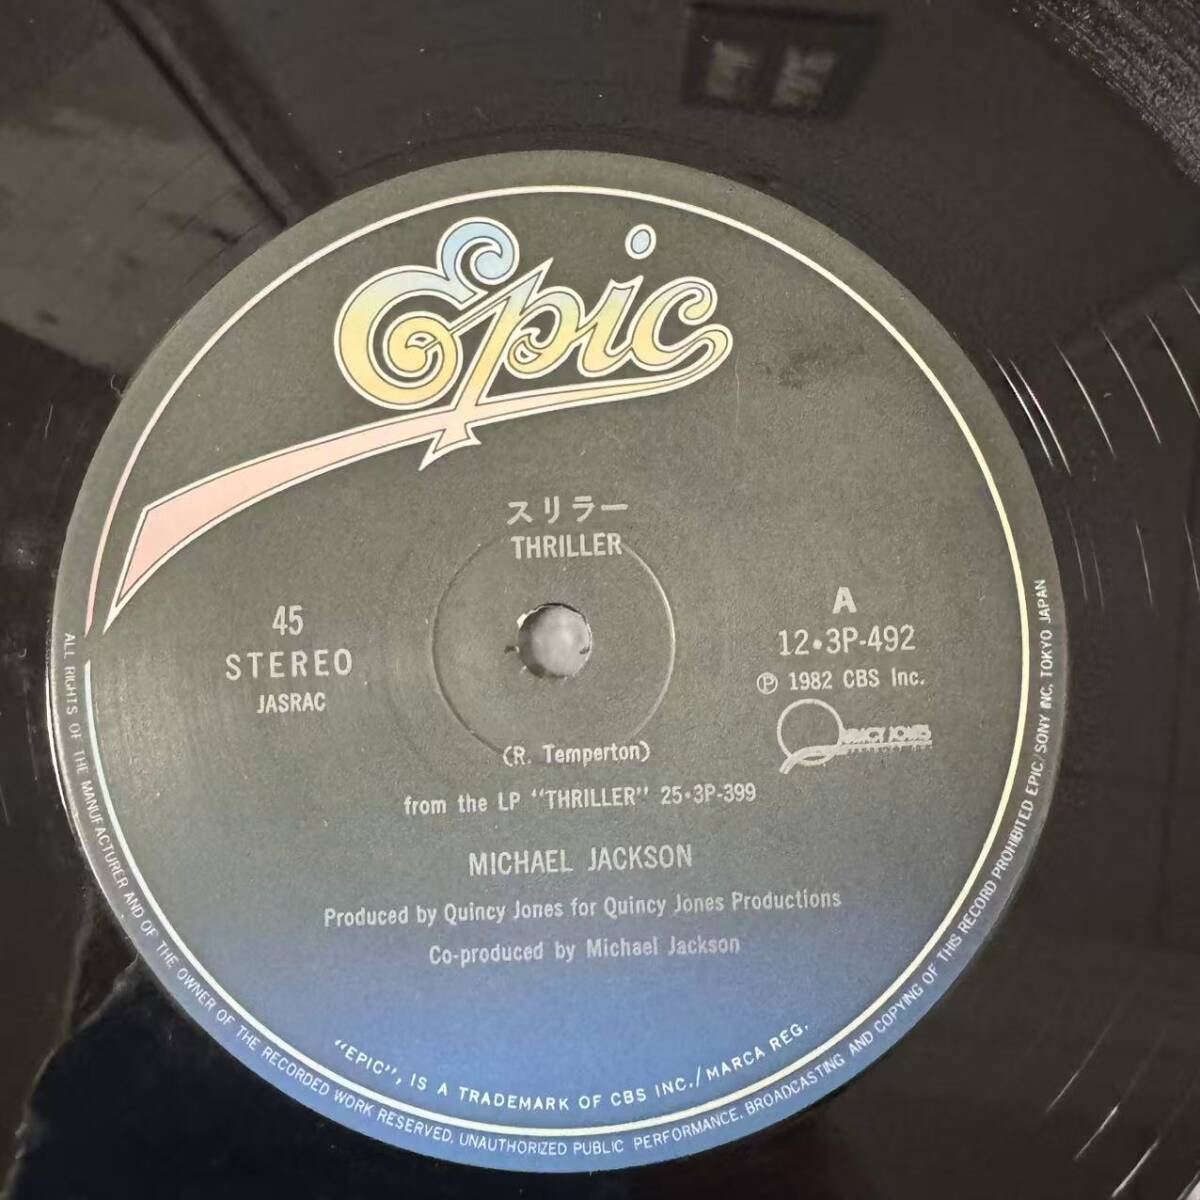 Epic
スリラー
THRILLER
45
STEREO
JASRAC
A
12・3P-492
Ⓟ 1982 CBS Inc.
QUINCY JONES
(R. Temperton)
from the LP "THRILLER" 25・3P-399
MICHAEL JACKSON
Produced by Quincy Jones for Quincy Jones Productions
Co-produced by Michael Jackson
"EPIC", IS A TRADEMARK OF CBS INC./MARCA REG.
ALL RIGHTS OF THE MANUFACTURER AND OF THE OWNER OF THE RECORDED WORK RESERVED. UNAUTHORIZED PUBLIC PERFORMANCE. BROADCASTING AND COPYING OF THIS RECORD PROHIBITED EPIC/SONY INC. TOKYO JAPAN